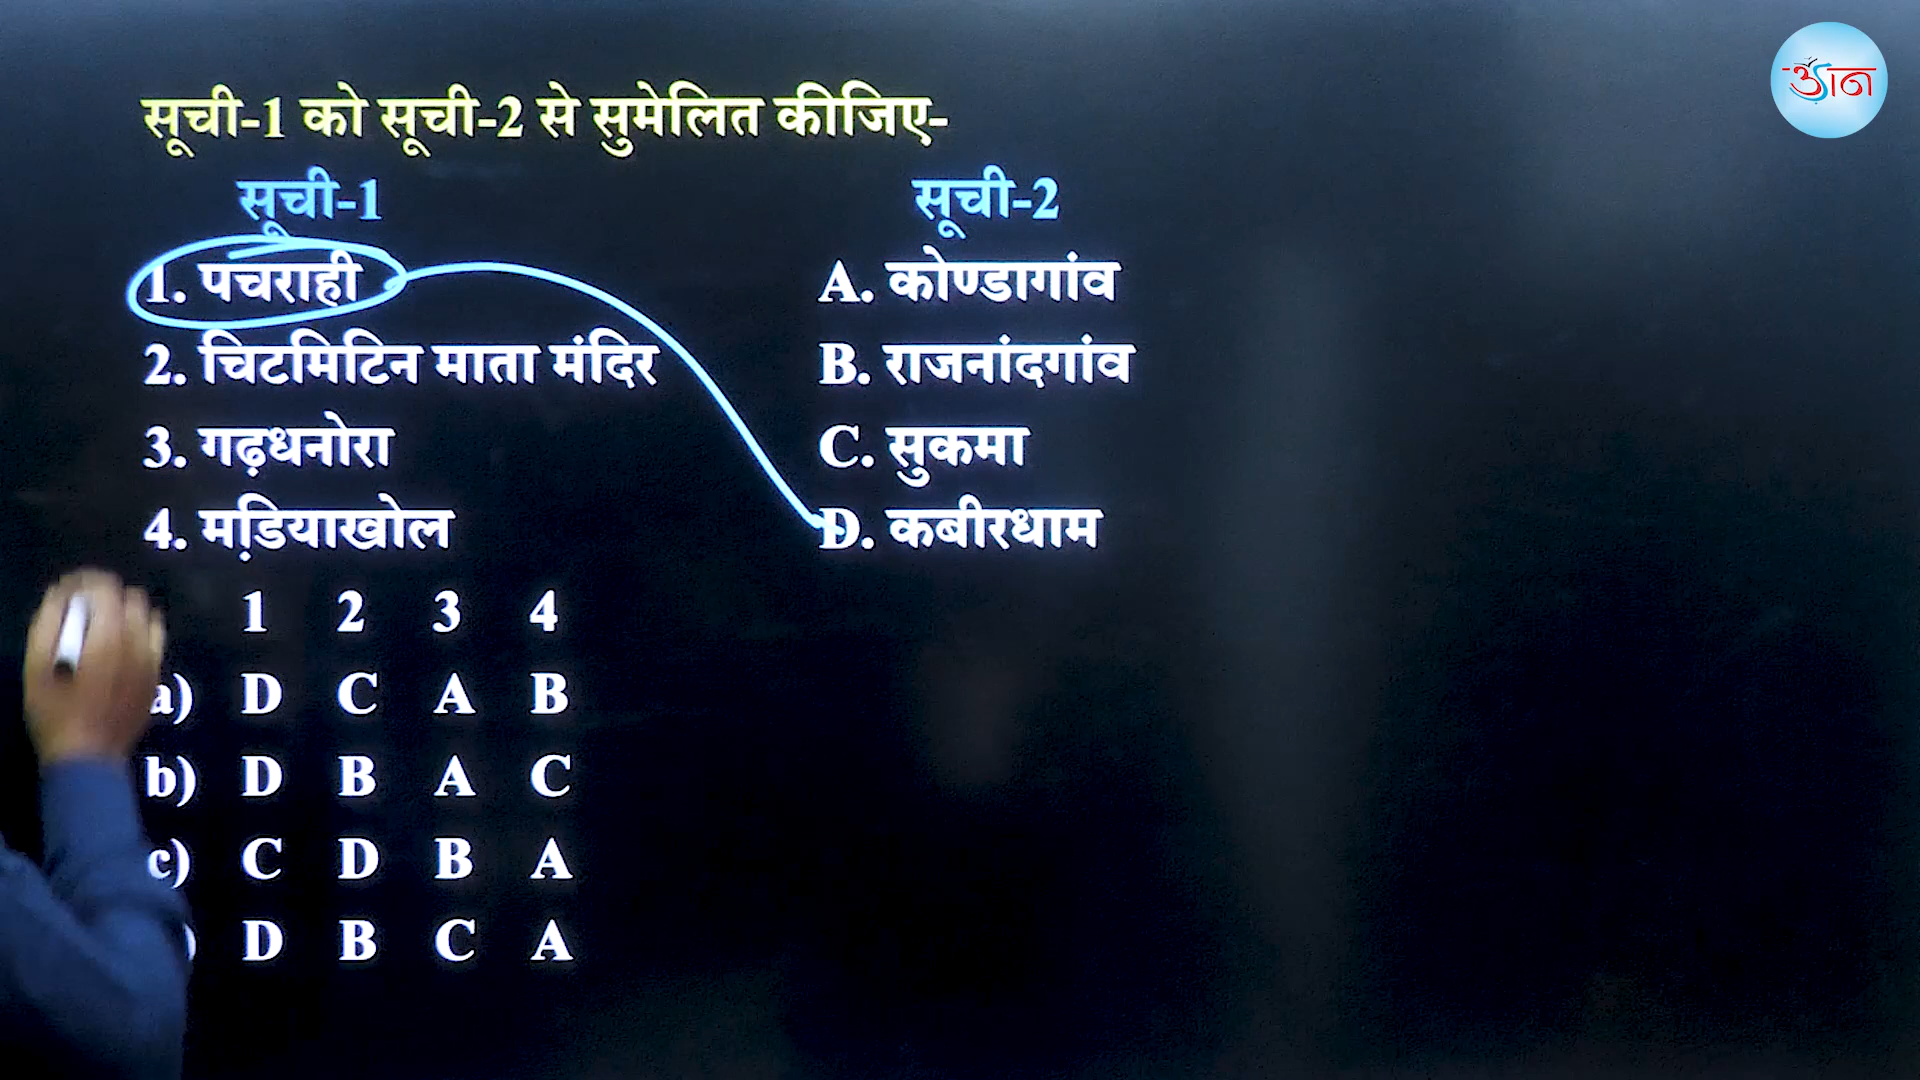 उड़ान
सूची-1 को सूची-2 से सुमेलित कीजिए-
सूची-1 सूची-2
1. पचराही A. कोण्डागांव
2. चिटमिटिन माता मंदिर B. राजनांदगांव
3. गढ़धनोरा C. सुकमा
4. मडि़याखोल D. कबीरधाम
1 2 3 4
a) D C A B
b) D B A C
c) C D B A
) D B C A